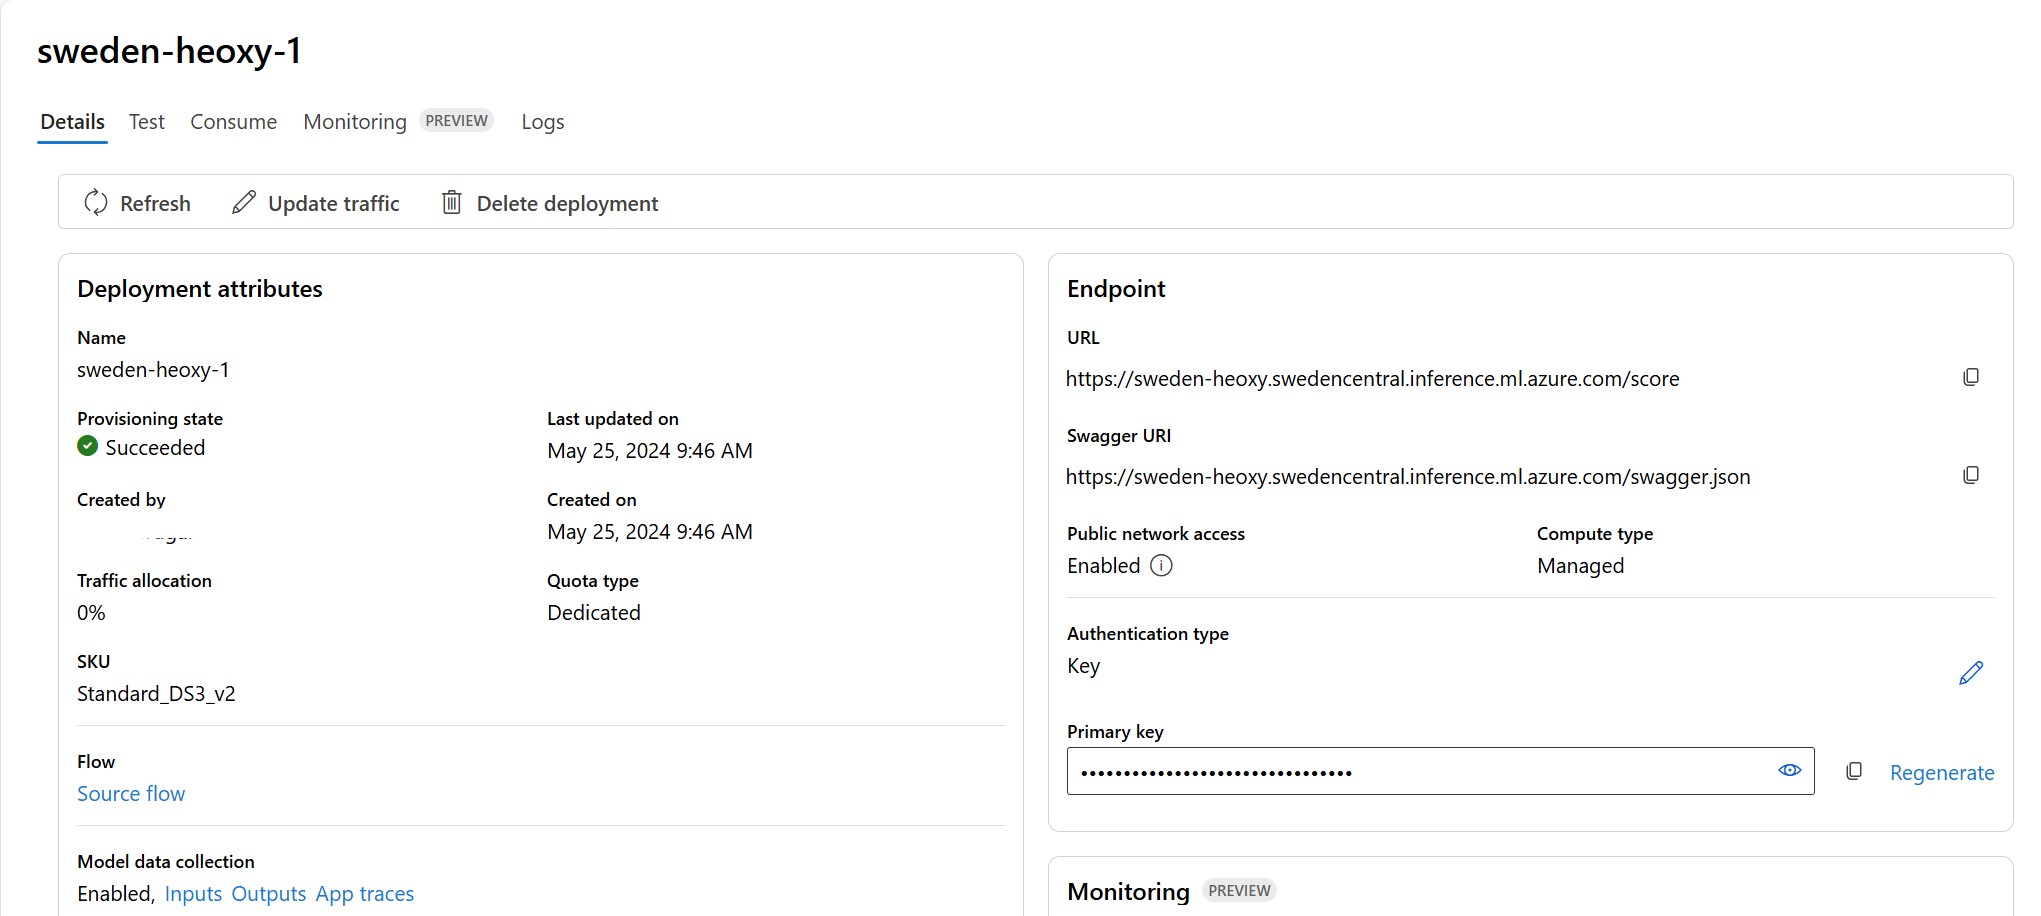 sweden-heoxy-1
Details Test Consume Monitoring PREVIEW Logs
Refresh Update traffic Delete deployment
Deployment attributes
Name
sweden-heoxy-1
Provisioning state
Succeeded
Last updated on
May 25, 2024 9:46 AM
Created by
Created on
May 25, 2024 9:46 AM
Traffic allocation
0%
Quota type
Dedicated
SKU
Standard_DS3_v2
Flow
Source flow
Model data collection
Enabled, Inputs Outputs App traces
Endpoint
URL
https://sweden-heoxy.swedencentral.inference.ml.azure.com/score
Swagger URI
https://sweden-heoxy.swedencentral.inference.ml.azure.com/swagger.json
Public network access
Enabled
Compute type
Managed
Authentication type
Key
Primary key
••••••••••••••••••••••••••••••••
Regenerate
Monitoring PREVIEW